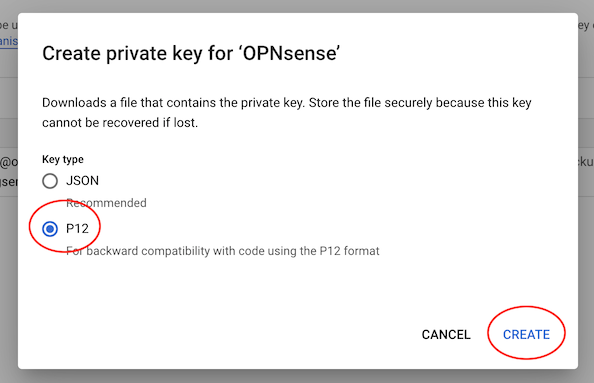 Create private key for ‘OPNsense’
Downloads a file that contains the private key. Store the file securely because this key
cannot be recovered if lost.
Key type
JSON
Recommended
P12
For backward compatibility with code using the P12 format
CANCEL
CREATE